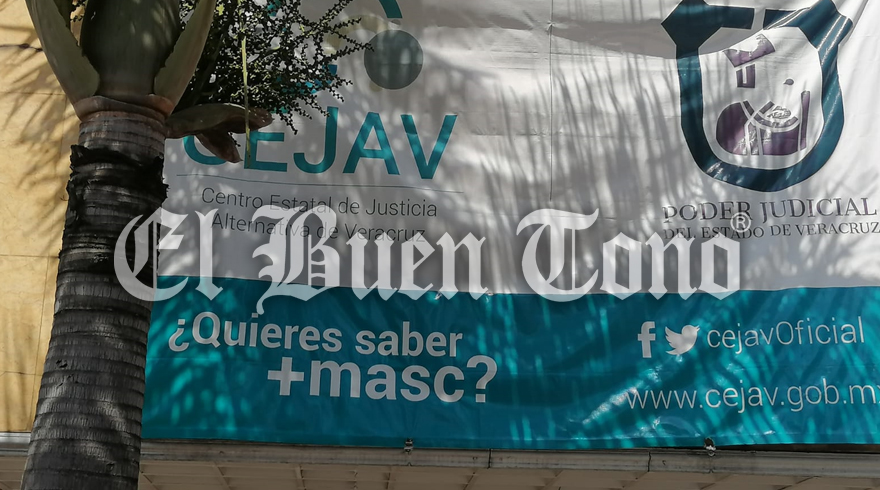 CEJAV
Centro Estatal de Justicia
Alternativa de Veracruz
PODER JUDICIAL
DEL ESTADO DE VERACRUZ
El Buen Tono®
¿Quieres saber
+masc?
cejavOficial
www.cejav.gob.mx